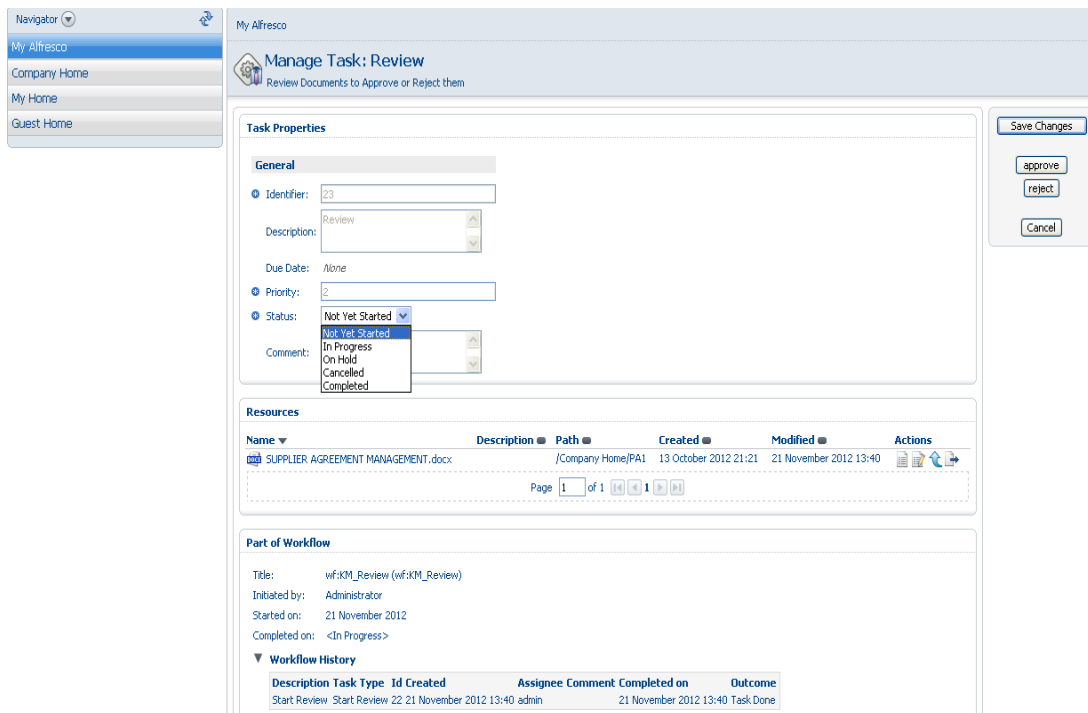 Navigator
My Alfresco
Company Home
My Home
Guest Home
My Alfresco
Manage Task: Review
Review Documents to Approve or Reject them
Task Properties
General
Identifier: 23
Description: Review
Due Date: None
Priority: 2
Status: Not Yet Started
Not Yet Started
In Progress
On Hold
Cancelled
Completed
Comment:
Save Changes
approve
reject
Cancel
Resources
Name Description Path Created Modified Actions
SUPPLIER AGREEMENT MANAGEMENT.docx /Company Home/PA1 13 October 2012 21:21 21 November 2012 13:40
Page 1 of 1 1
Part of Workflow
Title: wf:KM_Review (wf:KM_Review)
Initiated by: Administrator
Started on: 21 November 2012
Completed on: <In Progress>
Workflow History
Description Task Type Id Created Assignee Comment Completed on Outcome
Start Review Start Review 22 21 November 2012 13:40 admin 21 November 2012 13:40 Task Done